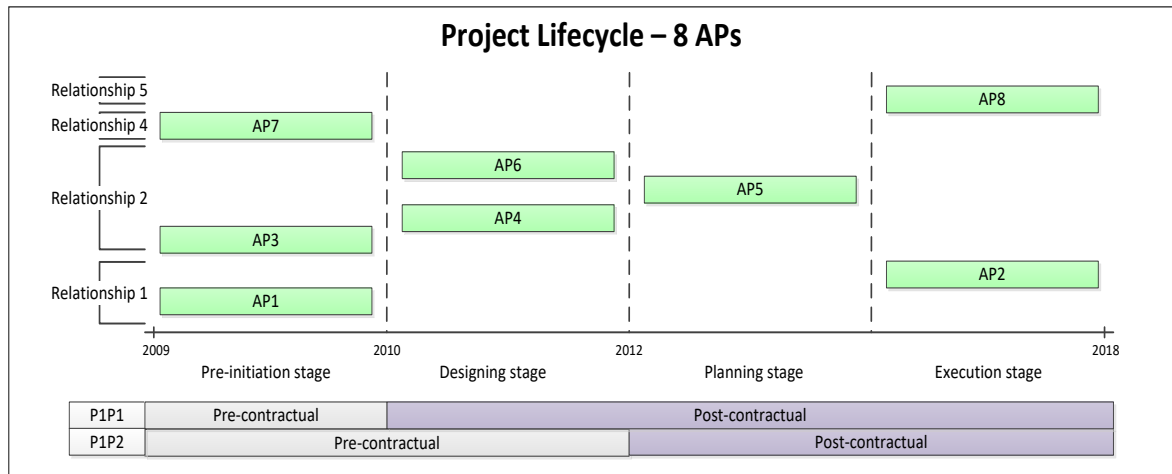 Project Lifecycle – 8 APs
Relationship 5
AP8
Relationship 4
AP7
AP6
Relationship 2
AP5
AP4
AP3
AP2
Relationship 1
AP1
2009 2010 2012 2018
Pre-initiation stage Designing stage Planning stage Execution stage
P1P1 Pre-contractual Post-contractual
P1P2 Pre-contractual Post-contractual